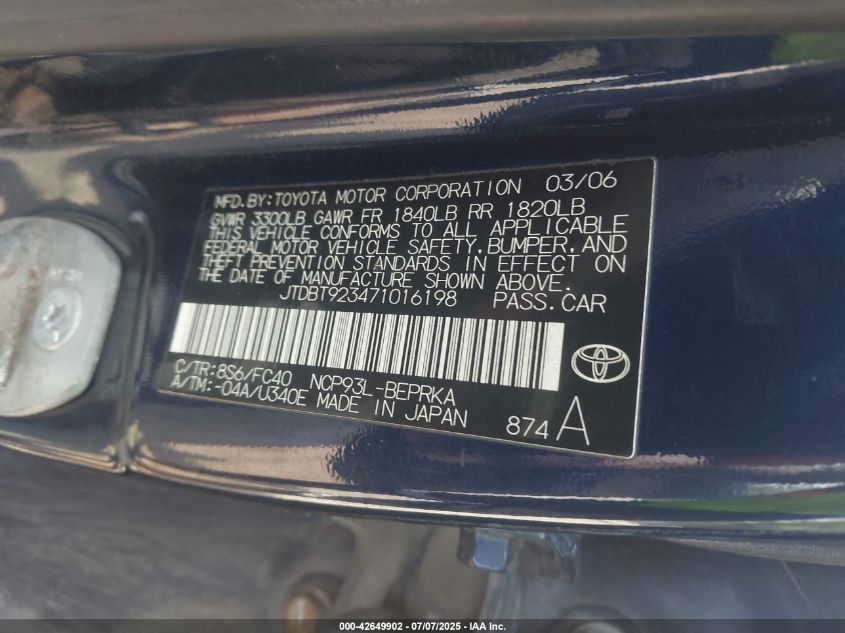 MFD.BY:TOYOTA MOTOR CORPORATION 03/06
GVWR 3300LB GAWR FR 1840LB RR 1820LB
THIS VEHICLE CONFORMS TO ALL APPLICABLE
FEDERAL MOTOR VEHICLE SAFETY,BUMPER,AND
THEFT PREVENTION STANDARDS IN EFFECT ON
THE DATE OF MANUFACTURE SHOWN ABOVE.
JTDBT923471016198 PASS.CAR
C/TR:8S6/FC40 NCP93L-BEPRKA
A/TM:-04A/U340E MADE IN JAPAN
874 A
000-42649902 - 07/07/2025 - IAA Inc.